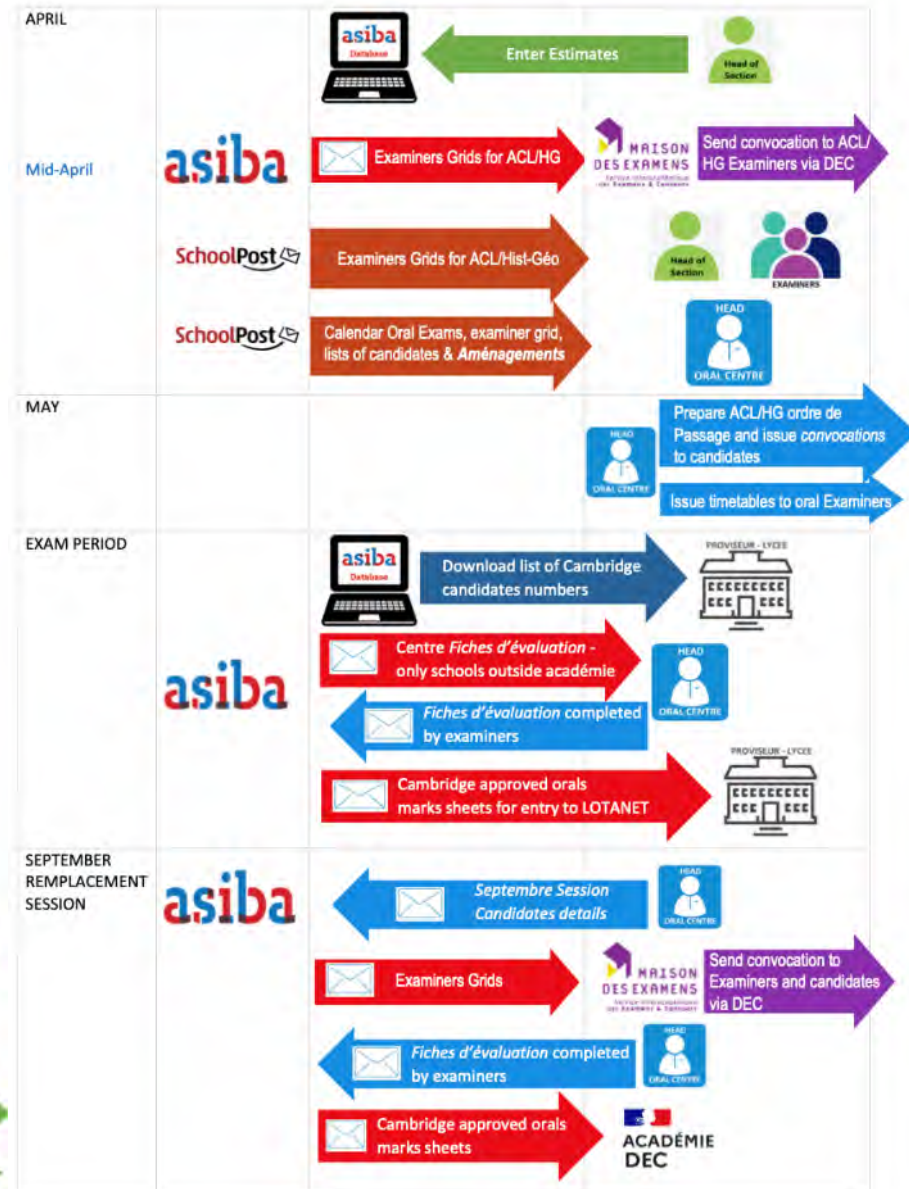 APRIL
asiba
Database
Enter Estimates
Head of
Section
Mid-April
asiba
Examiners Grids for ACL/HG
MAISON
DES EXAMENS
Send convocation to ACL/
HG Examiners via DEC
SchoolPost
Examiners Grids for ACL/Hist-Géo
Head of
Section
EXAMINERS
SchoolPost
Calendar Oral Exams, examiner grid,
lists of candidates & Aménagements
HEAD
ORAL CENTRE
MAY
HEAD
ORAL CENTRE
Prepare ACL/HG ordre de
Passage and issue convocations
to candidates
Issue timetables to oral Examiners
EXAM PERIOD
asiba
Database
Download list of Cambridge
candidates numbers
PROVISEUR - LYCEE
asiba
Centre Fiches d'évaluation -
only schools outside académie
HEAD
ORAL CENTRE
Fiches d'évaluation completed
by examiners
Cambridge approved orals
marks sheets for entry to LOTANET
PROVISEUR - LYCEE
SEPTEMBER
REMPLACEMENT
SESSION
asiba
Septembre Session
Candidates details
HEAD
ORAL CENTRE
Examiners Grids
MAISON
DES EXAMENS
Send convocation to
Examiners and candidates
via DEC
Fiches d'évaluation completed
by examiners
HEAD
ORAL CENTRE
Cambridge approved orals
marks sheets
ACADÉMIE
DEC